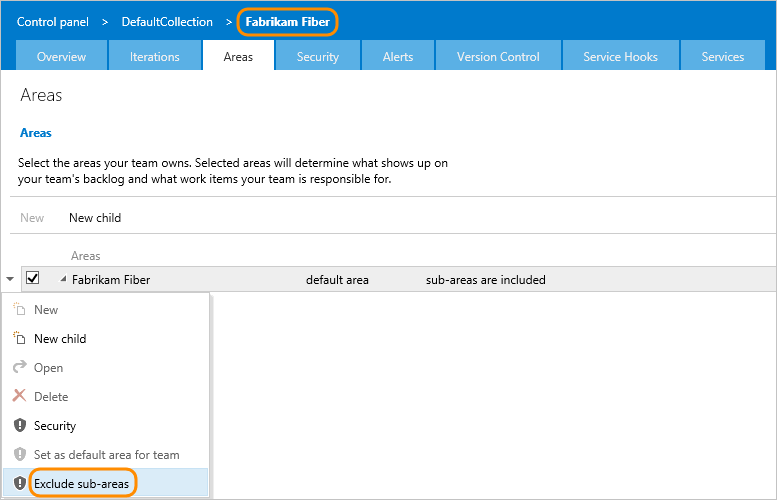 Control panel > DefaultCollection > Fabrikam Fiber
Overview Iterations Areas Security Alerts Version Control Service Hooks Services
Areas
Areas
Select the areas your team owns. Selected areas will determine what shows up on
your team's backlog and what work items your team is responsible for.
New New child
Areas
Fabrikam Fiber default area sub-areas are included
New
New child
Open
Delete
Security
Set as default area for team
Exclude sub-areas